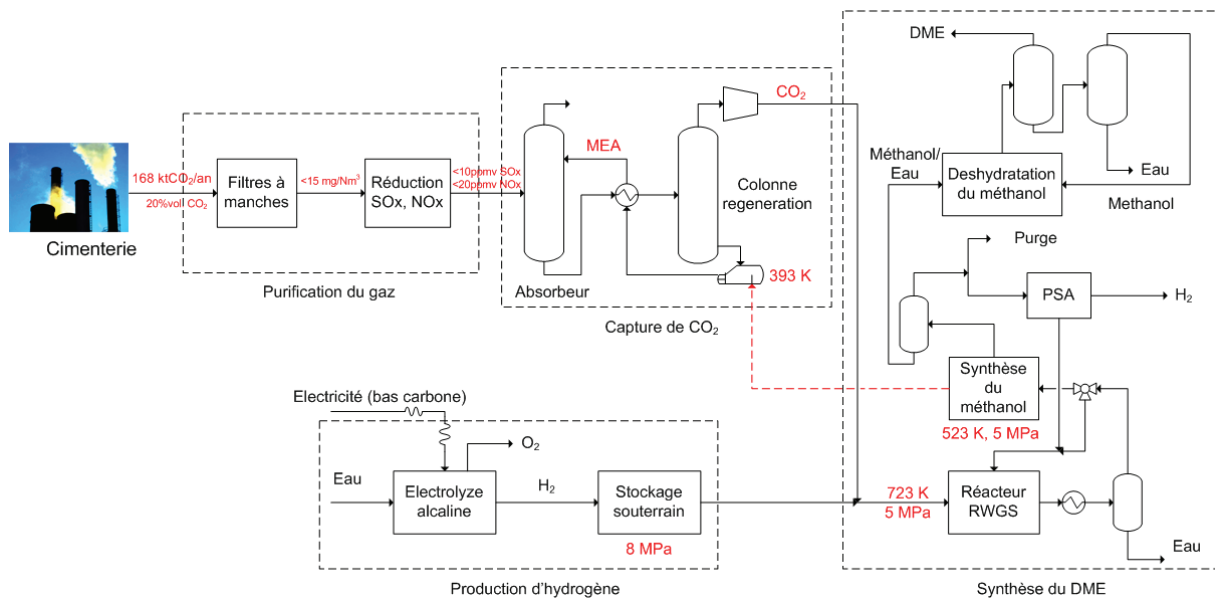 Cimenterie
168 ktCO₂/an
20%voll CO₂
Filtres à
manches
<15 mg/Nm³
Réduction
SOx, NOx
Purification du gaz
<10ppmv SOx
<20ppmv NOx
MEA
CO₂
Colonne
regeneration
393 K
Absorbeur
Capture de CO₂
DME
Méthanol/
Eau
Deshydratation
du méthanol
Eau
Methanol
Purge
PSA
H₂
Synthèse
du
méthanol
523 K, 5 MPa
Electricité (bas carbone)
Eau
O₂
Electrolyze
alcaline
H₂
Stockage
souterrain
8 MPa
Production d'hydrogène
723 K
5 MPa
Réacteur
RWGS
Eau
Synthèse du DME